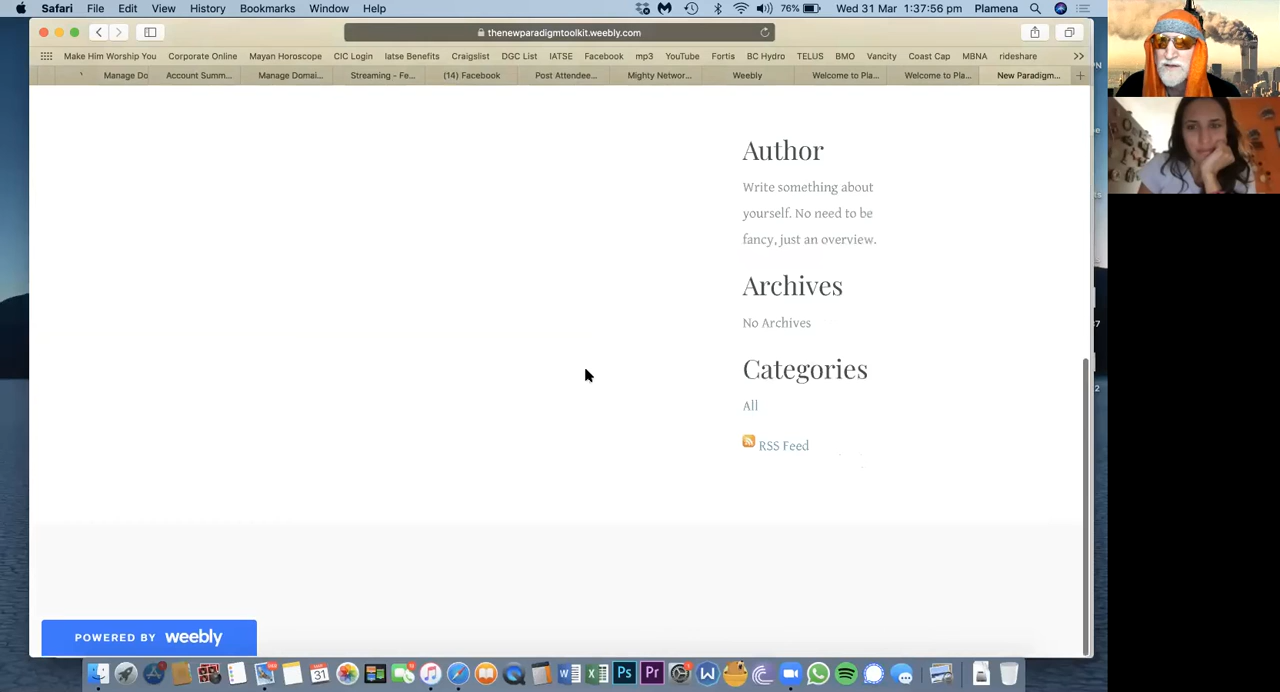 Safari File Edit View History Bookmarks Window Help 76% Wed 31 Mar 1:37:56 pm Plamena
thenewparadigmtoolkit.weebly.com
Make Him Worship You Corporate Online Mayan Horoscope CIC Login Iatse Benefits Craigslist DGC List IATSE Facebook mp3 YouTube Fortis BC Hydro TELUS BMO Vancity Coast Cap MBNA rideshare
Manage Do Account Summ... Manage Domai... Streaming - Fe... (14) Facebook Post Attendee... Mighty Networ... Weebly Welcome to Pla... Welcome to Pla... New Paradigm...
Author
Write something about
yourself. No need to be
fancy, just an overview.
Archives
No Archives
Categories
All
RSS Feed
POWERED BY weebly